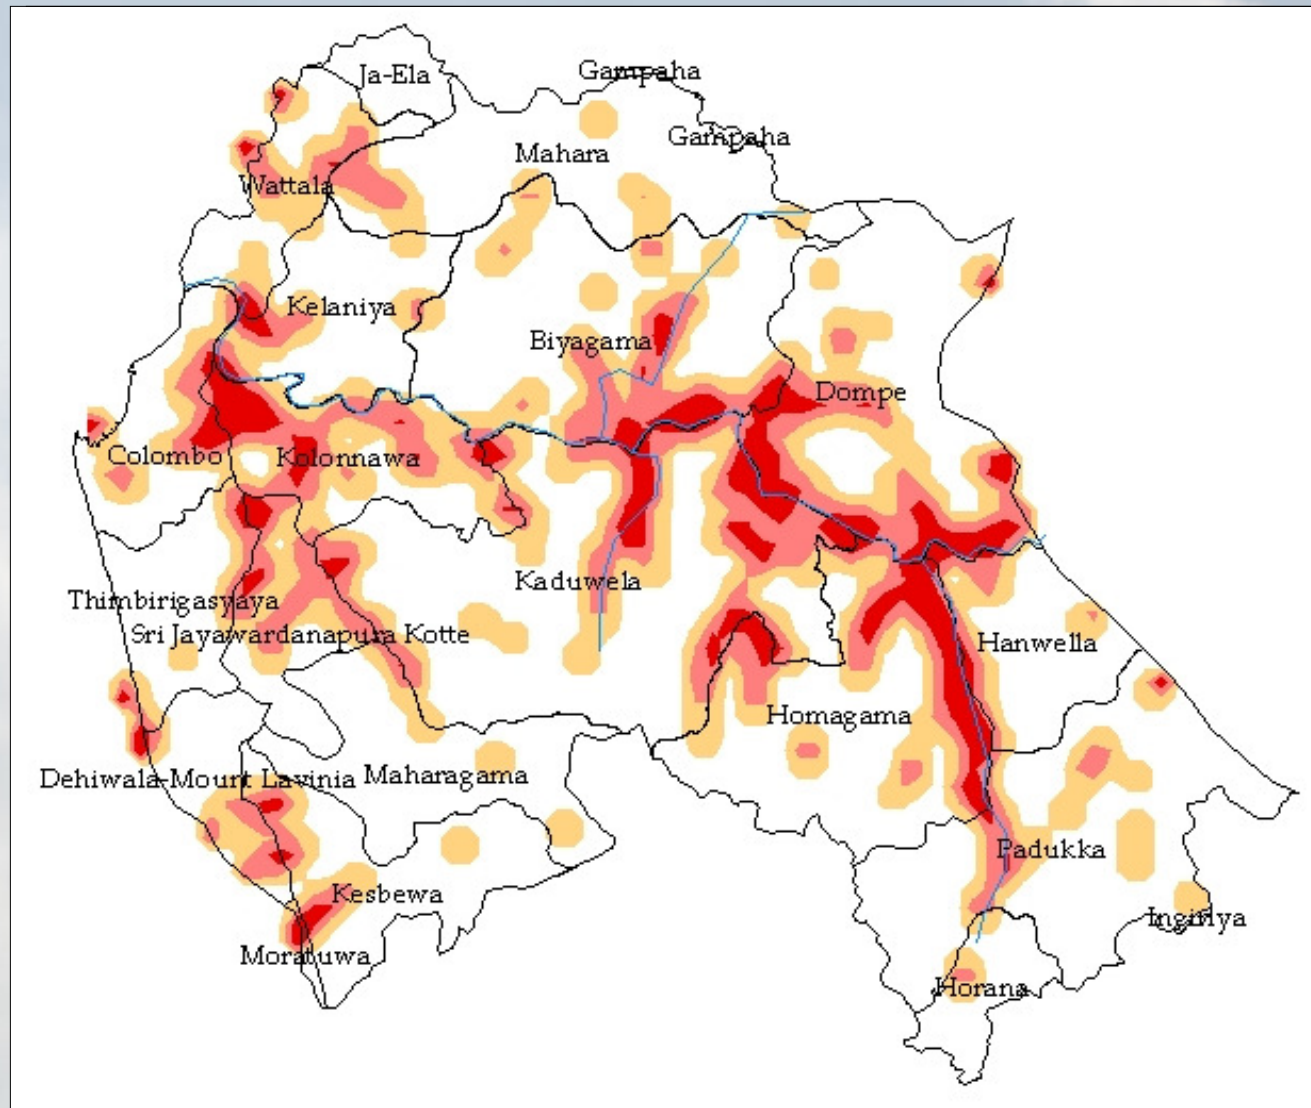 Ja-Ela
Gampaha
Gampaha
Mahara
Wattala
Kelaniya
Biyagama
Dompe
Colombo
Kolonnawa
Kaduwela
Thimbirigasyaya
Sri Jayawardanapura Kotte
Hanwella
Homagama
Dehiwala-Mount Lavinia
Maharagama
Padukka
Kesbewa
Ingiriya
Moratuwa
Horana